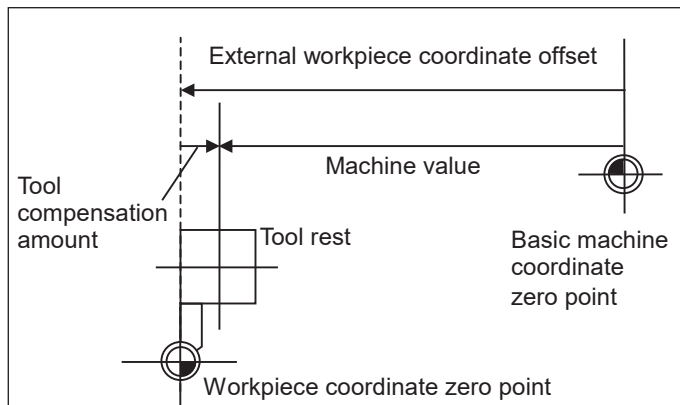 External workpiece coordinate offset
Machine value
Tool
compensation
amount
Tool rest
Basic machine
coordinate
zero point
Workpiece coordinate zero point